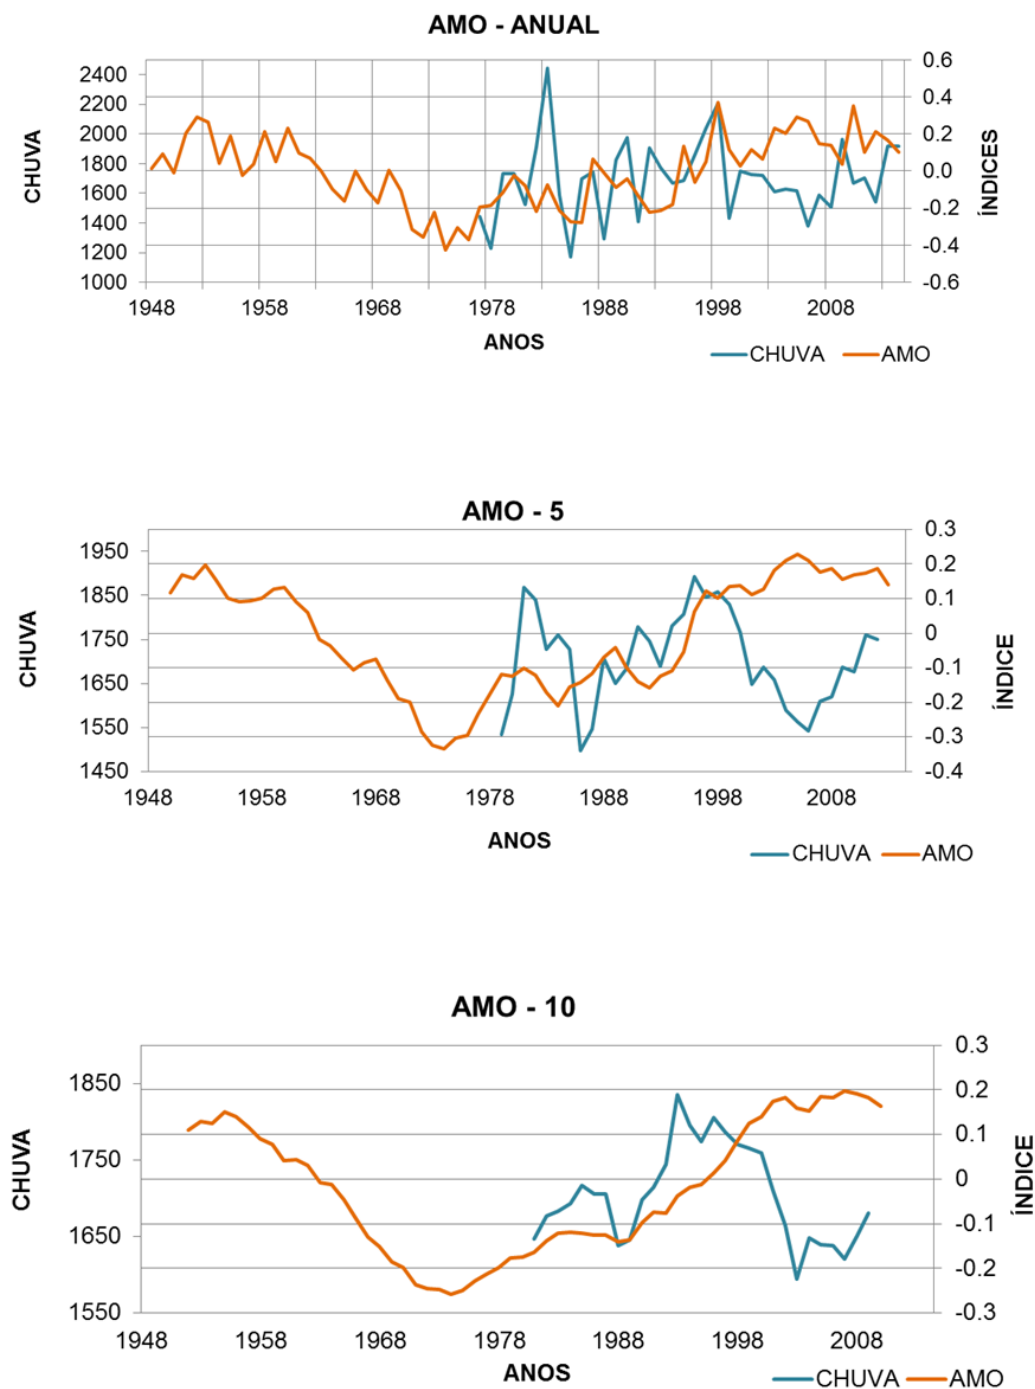 AMO - ANUAL
CHUVA
2400
2200
2000
1800
1600
1400
1200
1000
0.6
0.4
0.2
0.0
-0.2
-0.4
-0.6
ÍNDICES
1948 1958 1968 1978 1988 1998 2008
ANOS
CHUVA AMO
AMO - 5
CHUVA
1950
1850
1750
1650
1550
1450
0.3
0.2
0.1
0
-0.1
-0.2
-0.3
-0.4
ÍNDICE
1948 1958 1968 1978 1988 1998 2008
ANOS
CHUVA AMO
AMO - 10
CHUVA
1850
1750
1650
1550
0.3
0.2
0.1
0
-0.1
-0.2
-0.3
ÍNDICE
1948 1958 1968 1978 1988 1998 2008
ANOS
CHUVA AMO